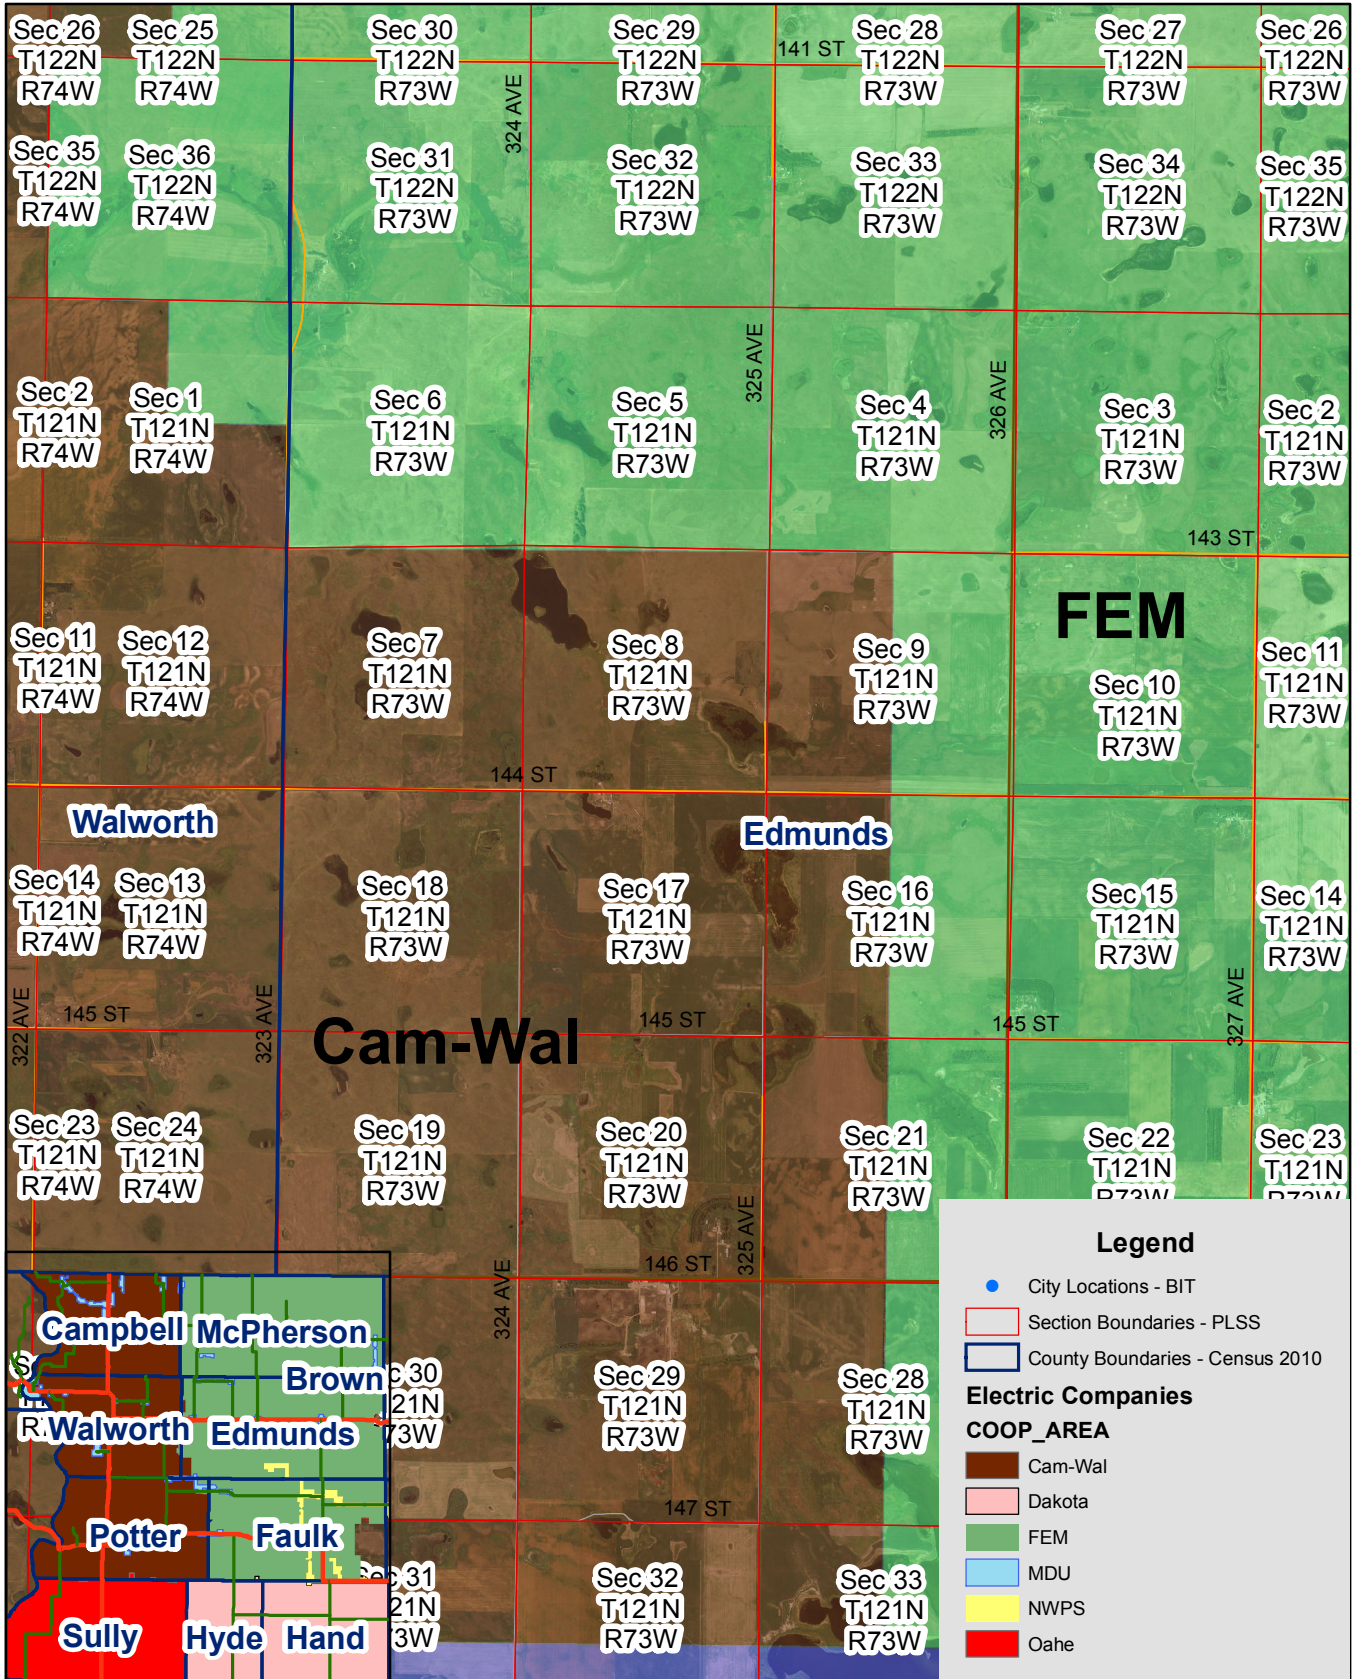 Sec 26
T122N
R74W
Sec 25
T122N
R74W
Sec 30
T122N
R73W
Sec 29
T122N
R73W
141 ST
Sec 28
T122N
R73W
Sec 27
T122N
R73W
Sec 26
T122N
R73W
324 AVE
Sec 35
T122N
R74W
Sec 36
T122N
R74W
Sec 31
T122N
R73W
Sec 32
T122N
R73W
Sec 33
T122N
R73W
Sec 34
T122N
R73W
Sec 35
T122N
R73W
325 AVE
326 AVE
Sec 2
T121N
R74W
Sec 1
T121N
R74W
Sec 6
T121N
R73W
Sec 5
T121N
R73W
Sec 4
T121N
R73W
Sec 3
T121N
R73W
Sec 2
T121N
R73W
143 ST
FEM
Sec 11
T121N
R74W
Sec 12
T121N
R74W
Sec 7
T121N
R73W
Sec 8
T121N
R73W
Sec 9
T121N
R73W
Sec 10
T121N
R73W
Sec 11
T121N
R73W
144 ST
Walworth
Edmunds
Sec 14
T121N
R74W
Sec 13
T121N
R74W
Sec 18
T121N
R73W
Sec 17
T121N
R73W
Sec 16
T121N
R73W
Sec 15
T121N
R73W
Sec 14
T121N
R73W
322 AVE
145 ST
323 AVE
Cam-Wal
145 ST
145 ST
327 AVE
Sec 23
T121N
R74W
Sec 24
T121N
R74W
Sec 19
T121N
R73W
Sec 20
T121N
R73W
Sec 21
T121N
R73W
Sec 22
T121N
R73W
Sec 23
T121N
R73W
146 ST
325 AVE
324 AVE
c 30
21N
73W
Sec 29
T121N
R73W
Sec 28
T121N
R73W
147 ST
Sec 31
21N
3W
Sec 32
T121N
R73W
Sec 33
T121N
R73W
Campbell
McPherson
Brown
Walworth
Edmunds
Potter
Faulk
Sully
Hyde
Hand
Legend
City Locations - BIT
Section Boundaries - PLSS
County Boundaries - Census 2010
Electric Companies
COOP_AREA
Cam-Wal
Dakota
FEM
MDU
NWPS
Oahe